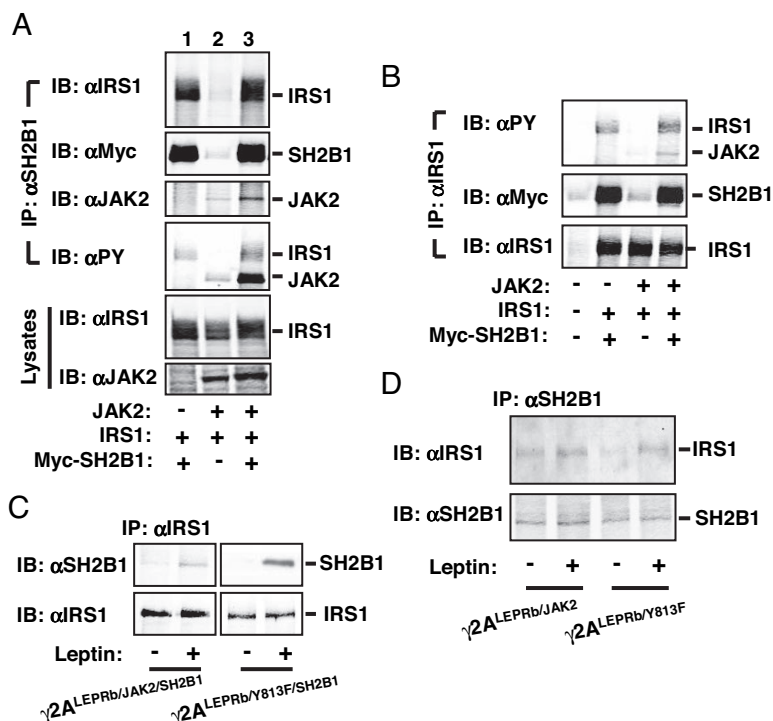 A
1 2 3
IP: αSH2B1
IB: αIRS1
IRS1
IB: αMyc
SH2B1
IB: αJAK2
JAK2
IB: αPY
IRS1
JAK2
Lysates
IB: αIRS1
IRS1
IB: αJAK2
JAK2: - + +
IRS1: + + +
Myc-SH2B1: + - +
B
IP: αIRS1
IB: αPY
IRS1
JAK2
IB: αMyc
SH2B1
IB: αIRS1
IRS1
JAK2: - - + +
IRS1: - + + +
Myc-SH2B1: - + - +
C
IP: αIRS1
IB: αSH2B1
SH2B1
IB: αIRS1
IRS1
Leptin: - + - +
γ2A LEPRb/JAK2/SH2B1
γ2A LEPRb/Y813F/SH2B1
D
IP: αSH2B1
IB: αIRS1
IRS1
IB: αSH2B1
SH2B1
Leptin: - + - +
γ2A LEPRb/JAK2
γ2A LEPRb/Y813F